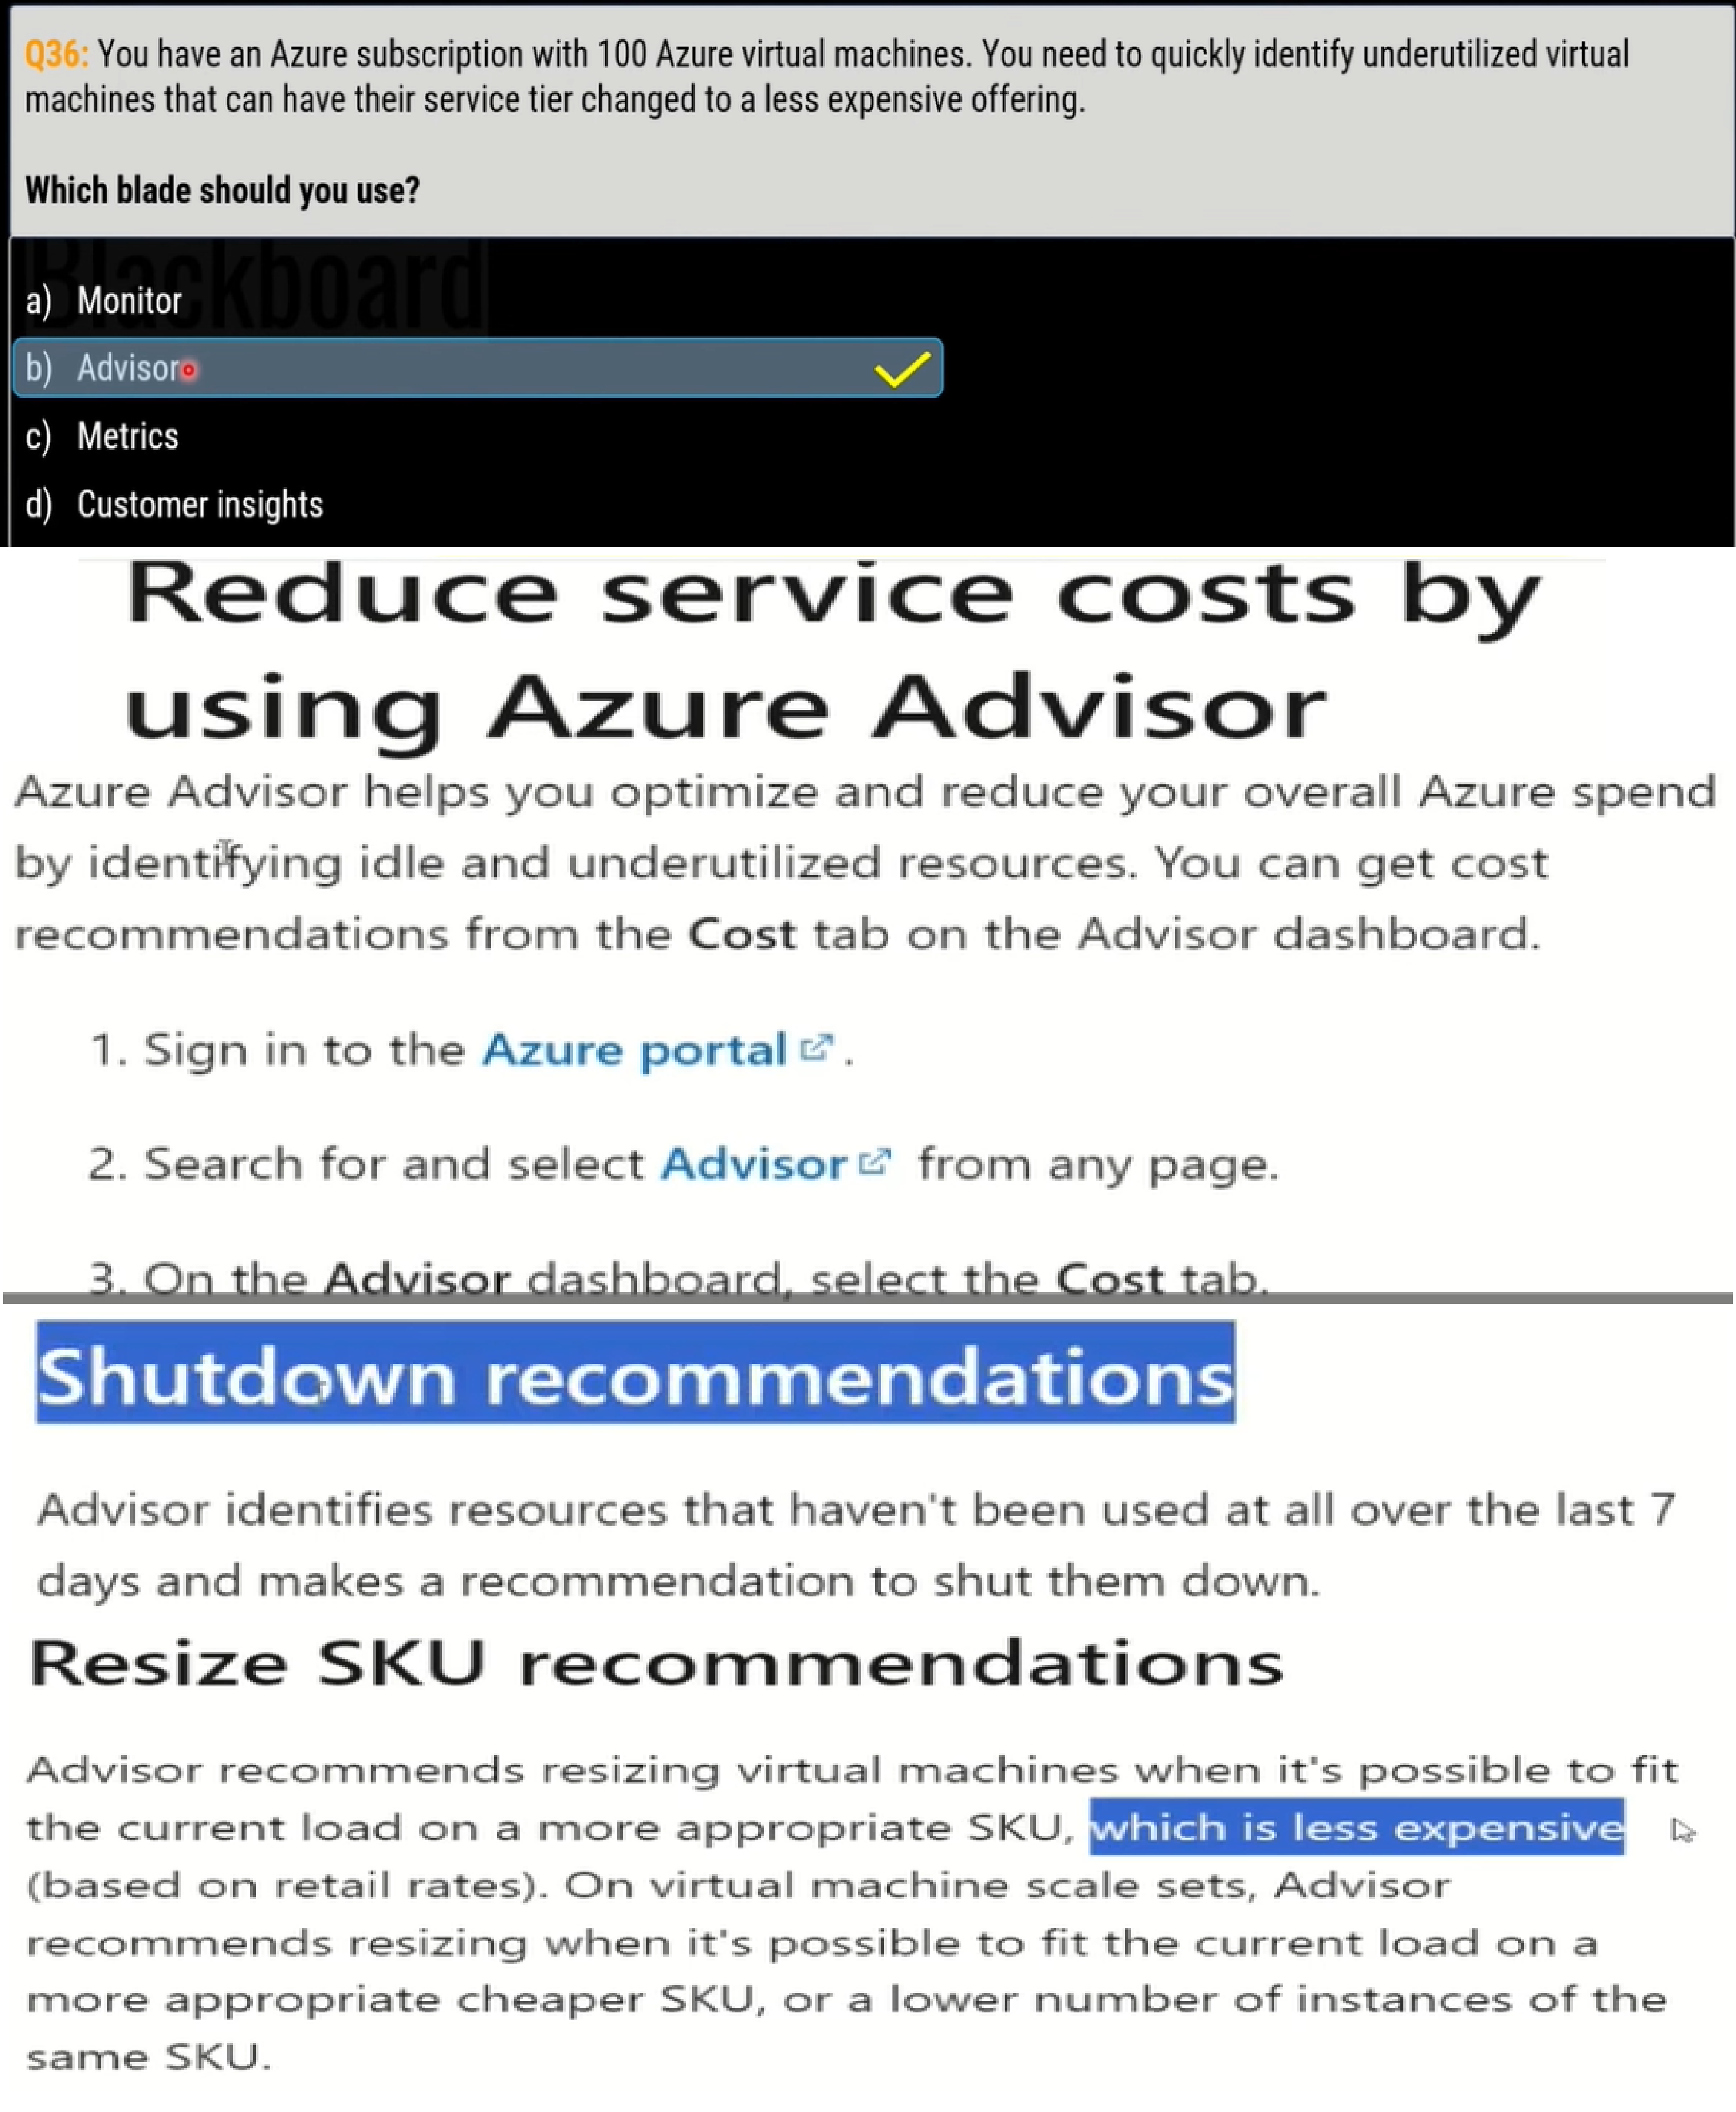 Q36: You have an Azure subscription with 100 Azure virtual machines. You need to quickly identify underutilized virtual
machines that can have their service tier changed to a less expensive offering.
Which blade should you use?
Blackboard
a) Monitor
b) Advisor
c) Metrics
d) Customer insights
Reduce service costs by
using Azure Advisor
Azure Advisor helps you optimize and reduce your overall Azure spend
by identifying idle and underutilized resources. You can get cost
recommendations from the Cost tab on the Advisor dashboard.
1. Sign in to the Azure portal.
2. Search for and select Advisor from any page.
3. On the Advisor dashboard, select the Cost tab.
Shutdown recommendations
Advisor identifies resources that haven't been used at all over the last 7
days and makes a recommendation to shut them down.
Resize SKU recommendations
Advisor recommends resizing virtual machines when it's possible to fit
the current load on a more appropriate SKU, which is less expensive
(based on retail rates). On virtual machine scale sets, Advisor
recommends resizing when it's possible to fit the current load on a
more appropriate cheaper SKU, or a lower number of instances of the
same SKU.